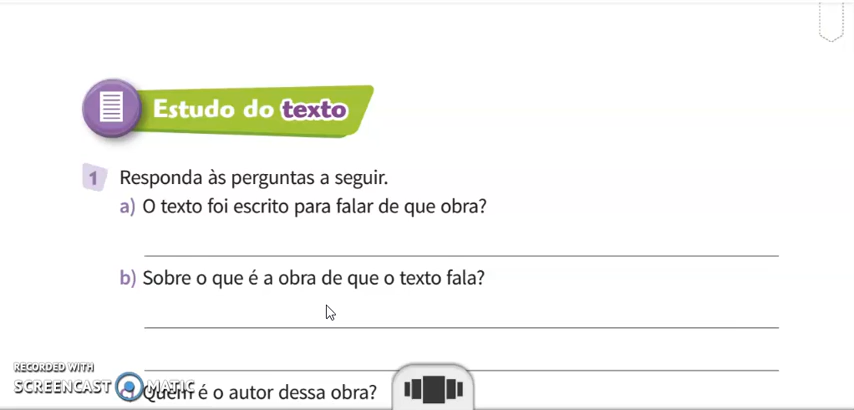 Estudo do texto
1 Responda às perguntas a seguir.
a) O texto foi escrito para falar de que obra?
b) Sobre o que é a obra de que o texto fala?
RECORDED WITH
SCREENCAST MATIC
c) Quem é o autor dessa obra?